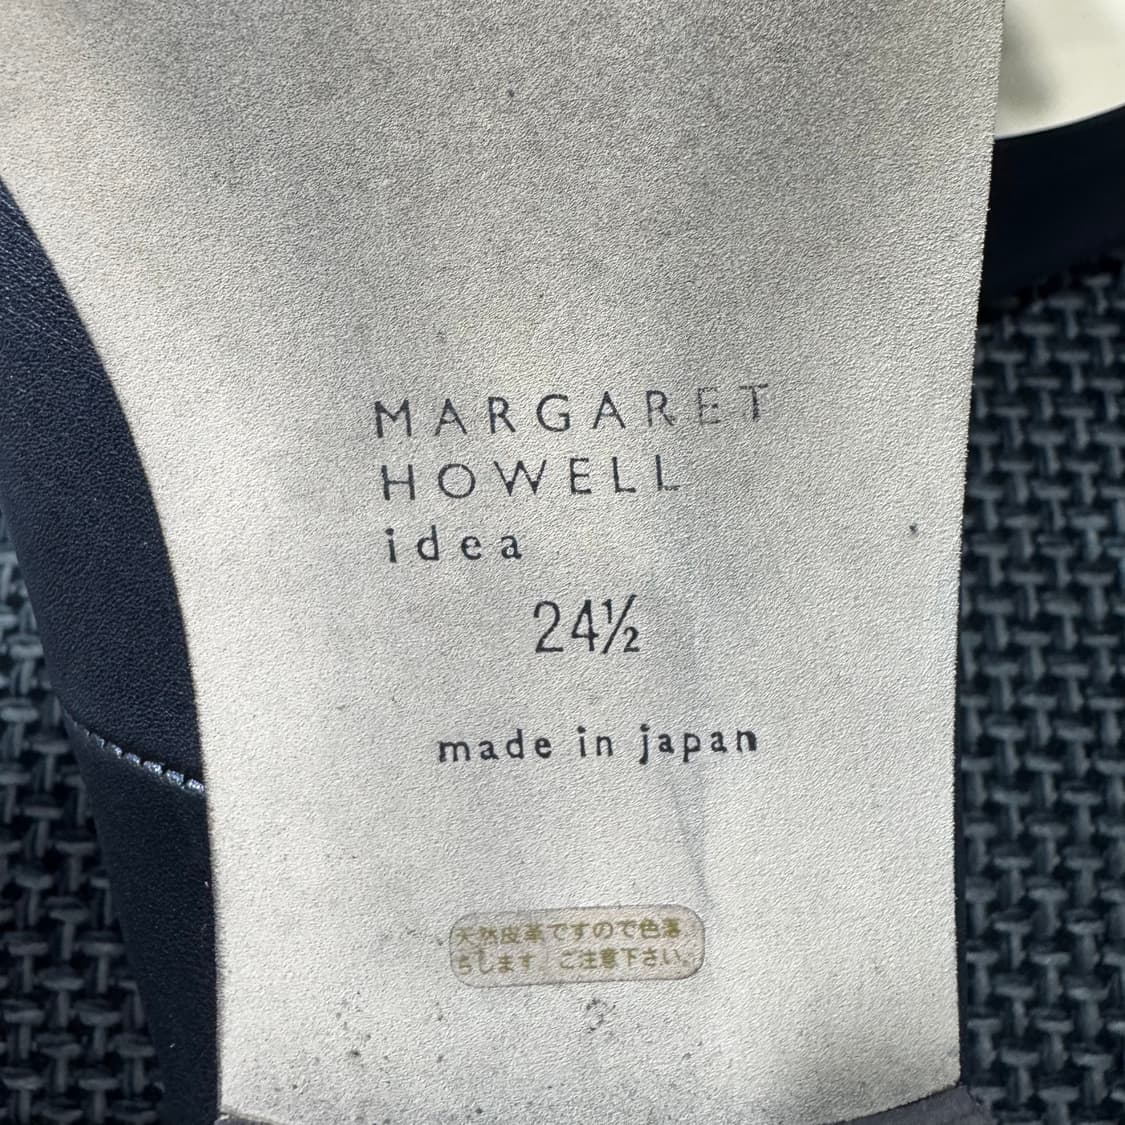 MARGARET
HOWELL
idea
24½
made in japan
天然皮革ですので色落
ちします ご注意下さい。